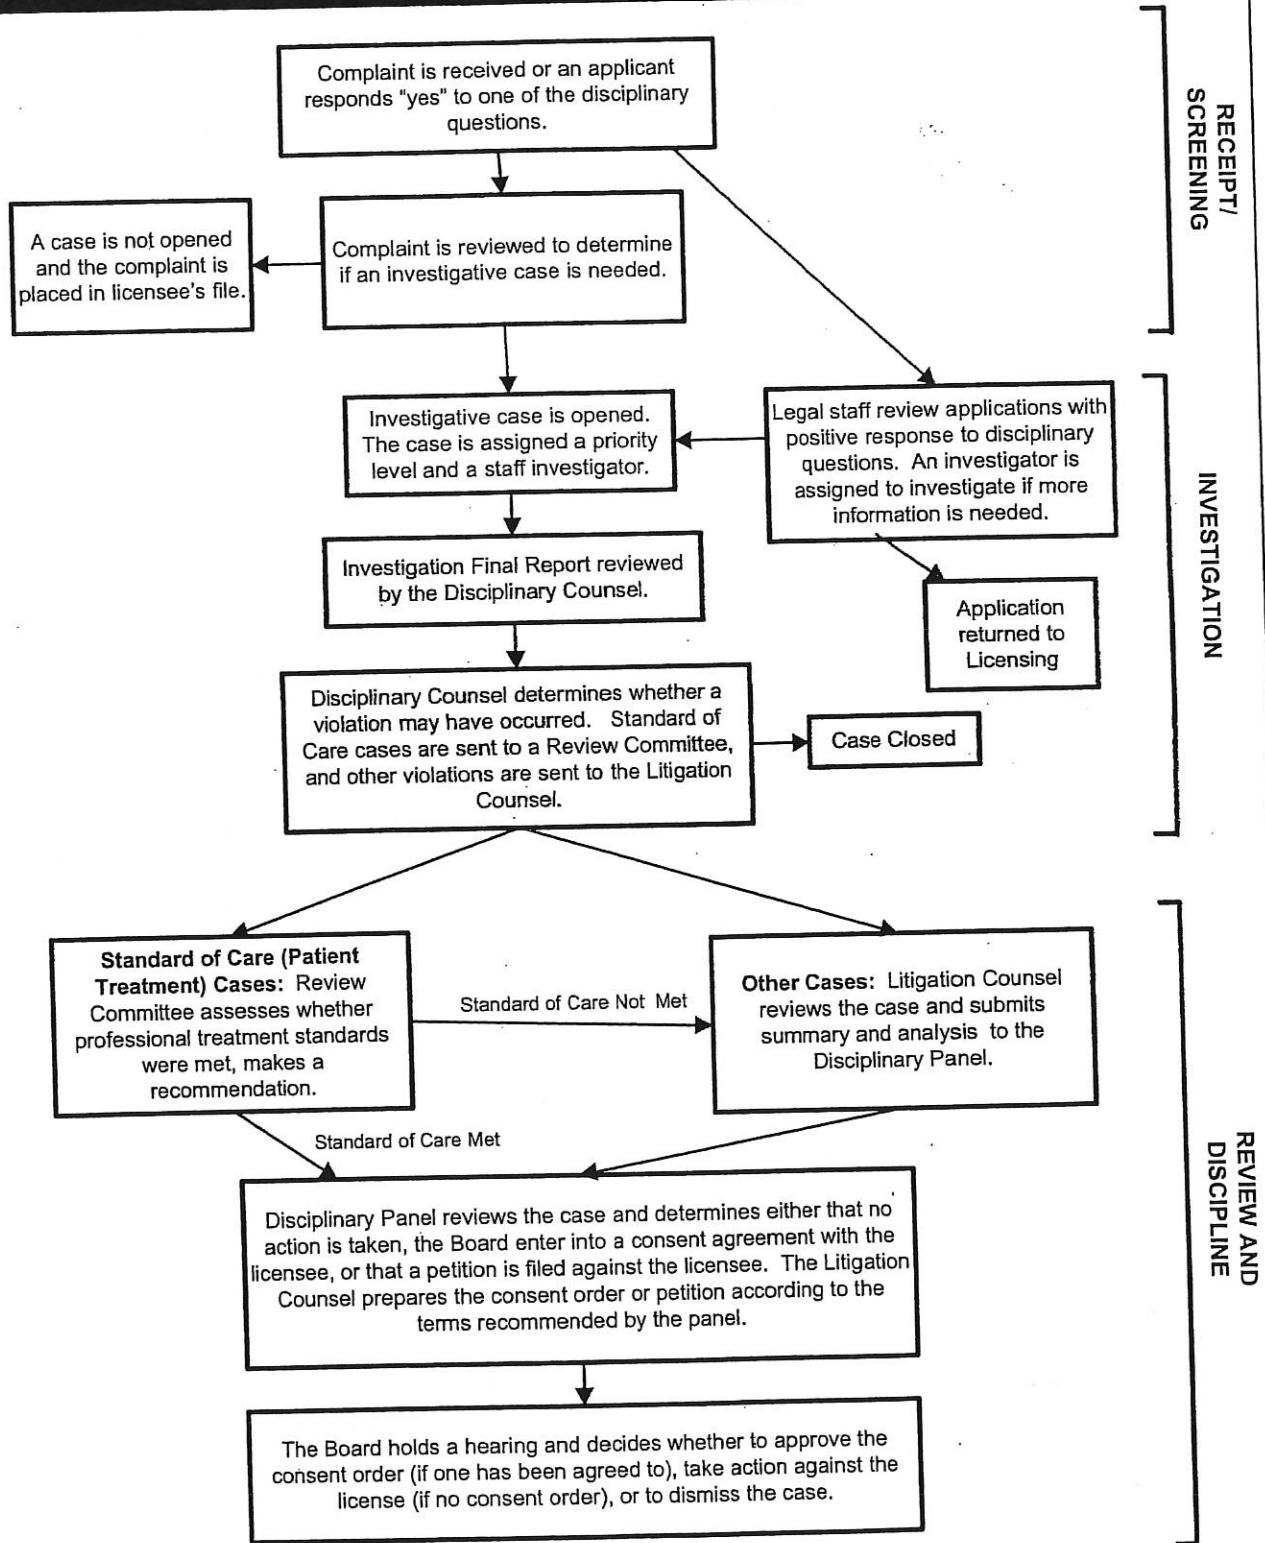 Complaint is received or an applicant
responds "yes" to one of the disciplinary
questions.
RECEIPT/
SCREENING
A case is not opened
and the complaint is
placed in licensee's file.
Complaint is reviewed to determine
if an investigative case is needed.
Investigative case is opened.
The case is assigned a priority
level and a staff investigator.
Legal staff review applications with
positive response to disciplinary
questions. An investigator is
assigned to investigate if more
information is needed.
INVESTIGATION
Investigation Final Report reviewed
by the Disciplinary Counsel.
Application
returned to
Licensing
Disciplinary Counsel determines whether a
violation may have occurred. Standard of
Care cases are sent to a Review Committee,
and other violations are sent to the Litigation
Counsel.
Case Closed
Standard of Care (Patient
Treatment) Cases: Review
Committee assesses whether
professional treatment standards
were met, makes a
recommendation.
Standard of Care Not Met
Other Cases: Litigation Counsel
reviews the case and submits
summary and analysis to the
Disciplinary Panel.
Standard of Care Met
REVIEW AND
DISCIPLINE
Disciplinary Panel reviews the case and determines either that no
action is taken, the Board enter into a consent agreement with the
licensee, or that a petition is filed against the licensee. The Litigation
Counsel prepares the consent order or petition according to the
terms recommended by the panel.
The Board holds a hearing and decides whether to approve the
consent order (if one has been agreed to), take action against the
license (if no consent order), or to dismiss the case.